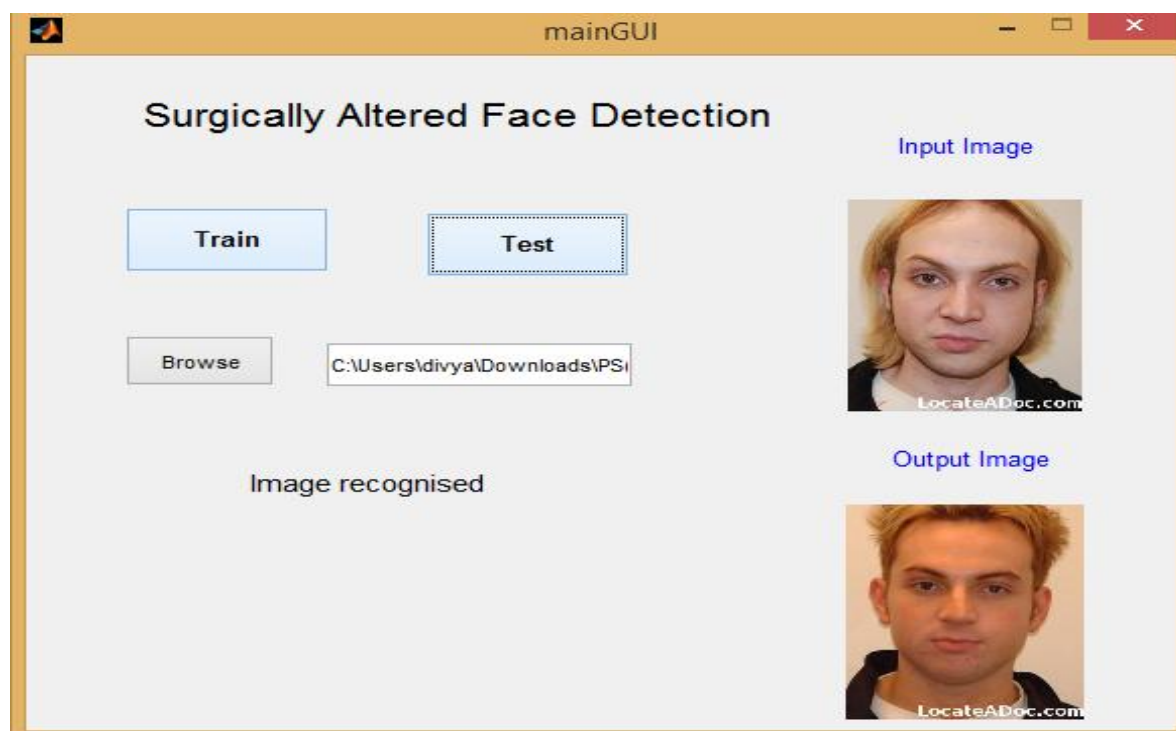 mainGUI
Surgically Altered Face Detection
Input Image
Train
Test
Browse
C:\Users\divya\Downloads\PS
LocateADoc.com
Output Image
Image recognised
LocateADoc.com